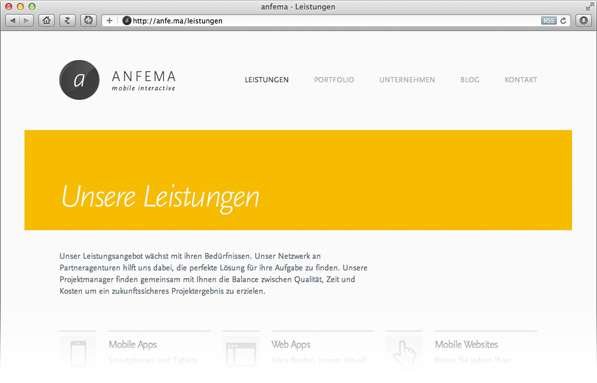 anfema - Leistungen
http://anfe.ma/leistungen RSS
a ANFEMA
mobile interactive
LEISTUNGEN PORTFOLIO UNTERNEHMEN BLOG KONTAKT
Unsere Leistungen
Unser Leistungsangebot wächst mit ihren Bedürfnissen. Unser Netzwerk an
Partneragenturen hilft uns dabei, die perfekte Lösung für ihre Aufgabe zu finden. Unsere
Projektmanager finden gemeinsam mit Ihnen die Balance zwischen Qualität, Zeit und
Kosten um ein zukunftssicheres Projektergebnis zu erzielen.
Mobile Apps Web Apps Mobile Websites
Smartphones und Tablets